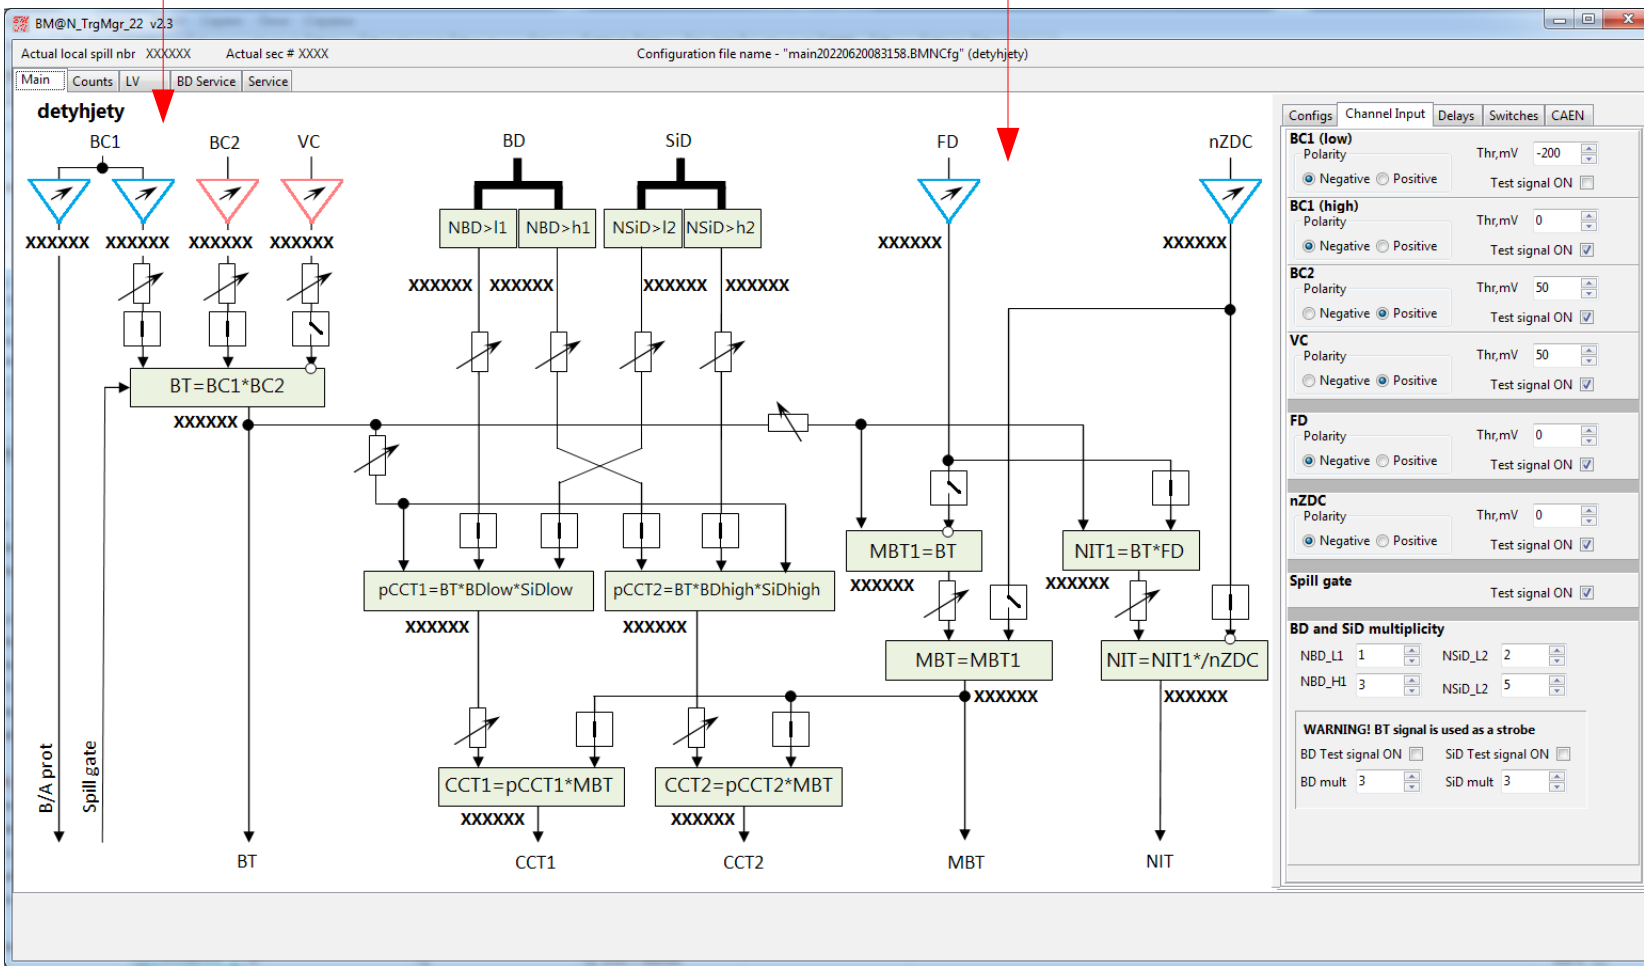 BM@N_TrgMgr_22 v2.3
Actual local spill nbr XXXXXX Actual sec # XXXX Configuration file name - "main20220620083158.BMNCfg" (detyhjety)
Main Counts LV BD Service Service
detyhjety
BC1 BC2 VC BD SiD FD nZDC
NBD>l1 NBD>h1 NSiD>l2 NSiD>h2
XXXXXX XXXXXX XXXXXX XXXXXX XXXXXX XXXXXX
XXXXXX XXXXXX XXXXXX XXXXXX
BT=BC1*BC2
XXXXXX
MBT1=BT NIT1=BT*FD
XXXXXX XXXXXX
pCCT1=BT*BDlow*SiDlow pCCT2=BT*BDhigh*SiDhigh
XXXXXX XXXXXX
MBT=MBT1 NIT=NIT1*/nZDC
XXXXXX XXXXXX
CCT1=pCCT1*MBT CCT2=pCCT2*MBT
XXXXXX XXXXXX
B/A prot
Spill gate
BT CCT1 CCT2 MBT NIT
Configs Channel Input Delays Switches CAEN
BC1 (low)
Polarity Thr,mV -200
Negative Positive Test signal ON
BC1 (high)
Polarity Thr,mV 0
Negative Positive Test signal ON
BC2
Polarity Thr,mV 50
Negative Positive Test signal ON
VC
Polarity Thr,mV 50
Negative Positive Test signal ON
FD
Polarity Thr,mV 0
Negative Positive Test signal ON
nZDC
Polarity Thr,mV 0
Negative Positive Test signal ON
Spill gate
Test signal ON
BD and SiD multiplicity
NBD_L1 1 NSiD_L2 2
NBD_H1 3 NSiD_L2 5
WARNING! BT signal is used as a strobe
BD Test signal ON SiD Test signal ON
BD mult 3 SiD mult 3